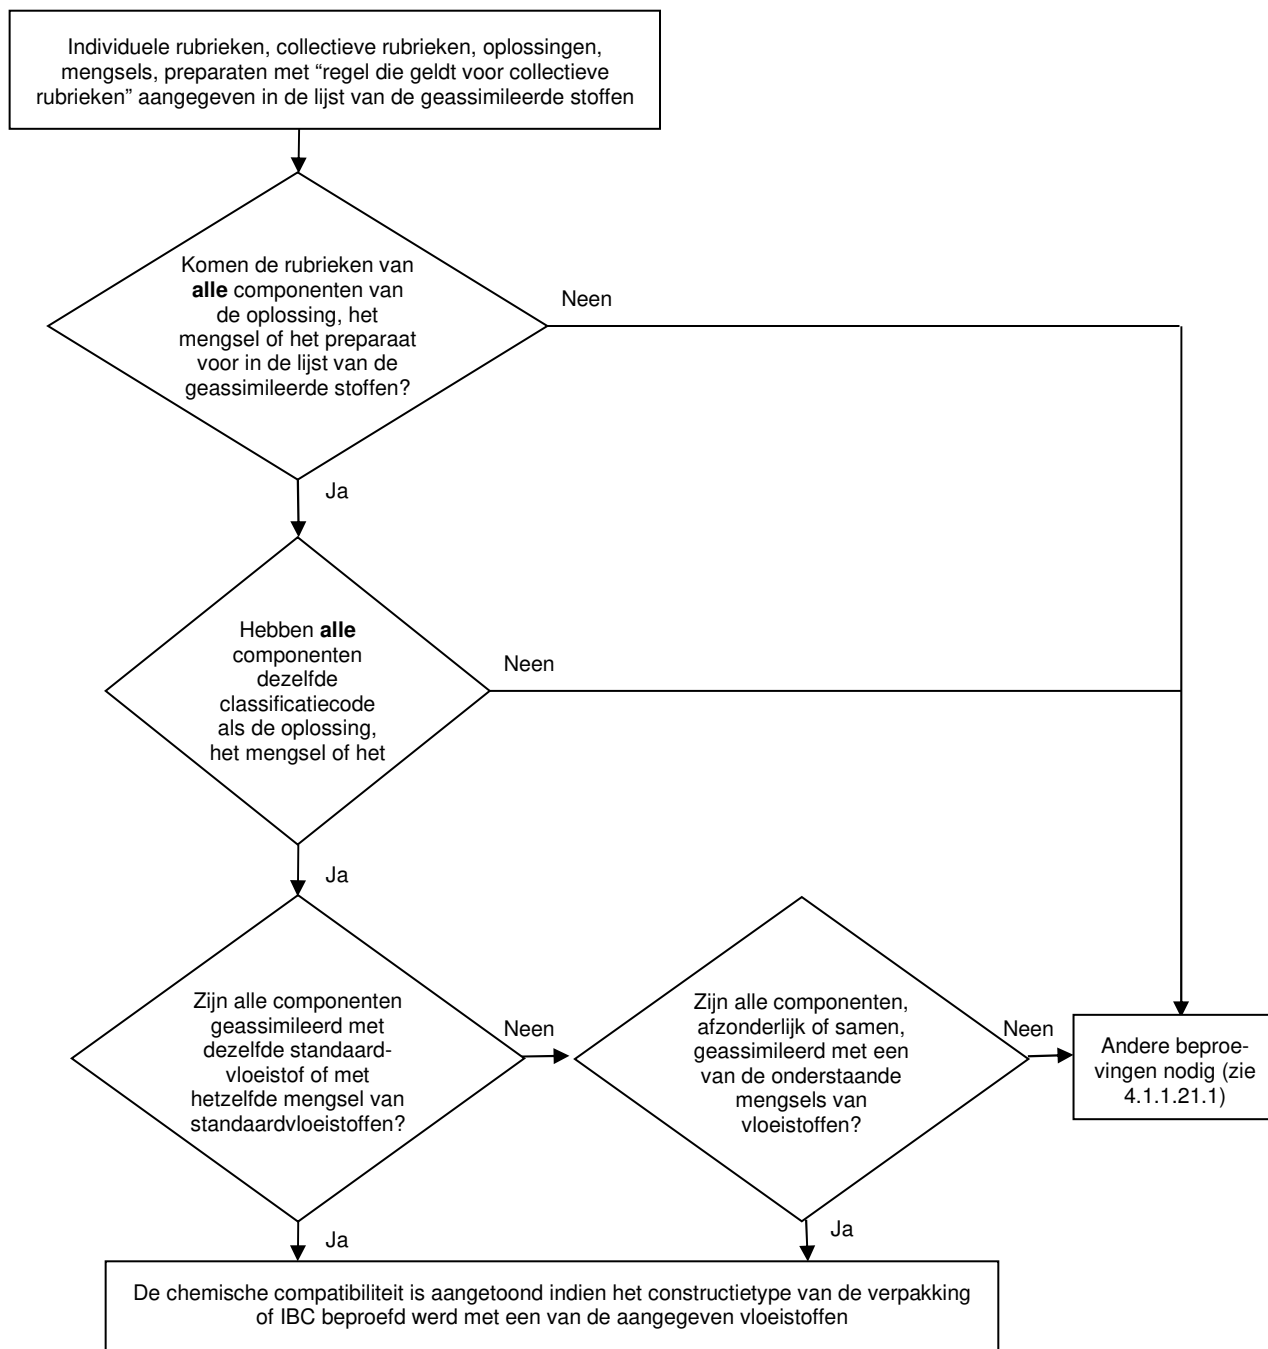 Individuele rubrieken, collectieve rubrieken, oplossingen,
mengsels, preparaten met “regel die geldt voor collectieve
rubrieken” aangegeven in de lijst van de geassimileerde stoffen
Komen de rubrieken van
alle componenten van
de oplossing, het
mengsel of het preparaat
voor in de lijst van de
geassimileerde stoffen?
Neen
Ja
Hebben alle
componenten
dezelfde
classificatiecode
als de oplossing,
het mengsel of het
Neen
Ja
Zijn alle componenten
geassimileerd met
dezelfde standaard-
vloeistof of met
hetzelfde mengsel van
standaardvloeistoffen?
Neen
Zijn alle componenten,
afzonderlijk of samen,
geassimileerd met een
van de onderstaande
mengsels van
vloeistoffen?
Neen
Andere beproe-
vingen nodig (zie
4.1.1.21.1)
Ja
Ja
De chemische compatibiliteit is aangetoond indien het constructietype van de verpakking
of IBC beproefd werd met een van de aangegeven vloeistoffen